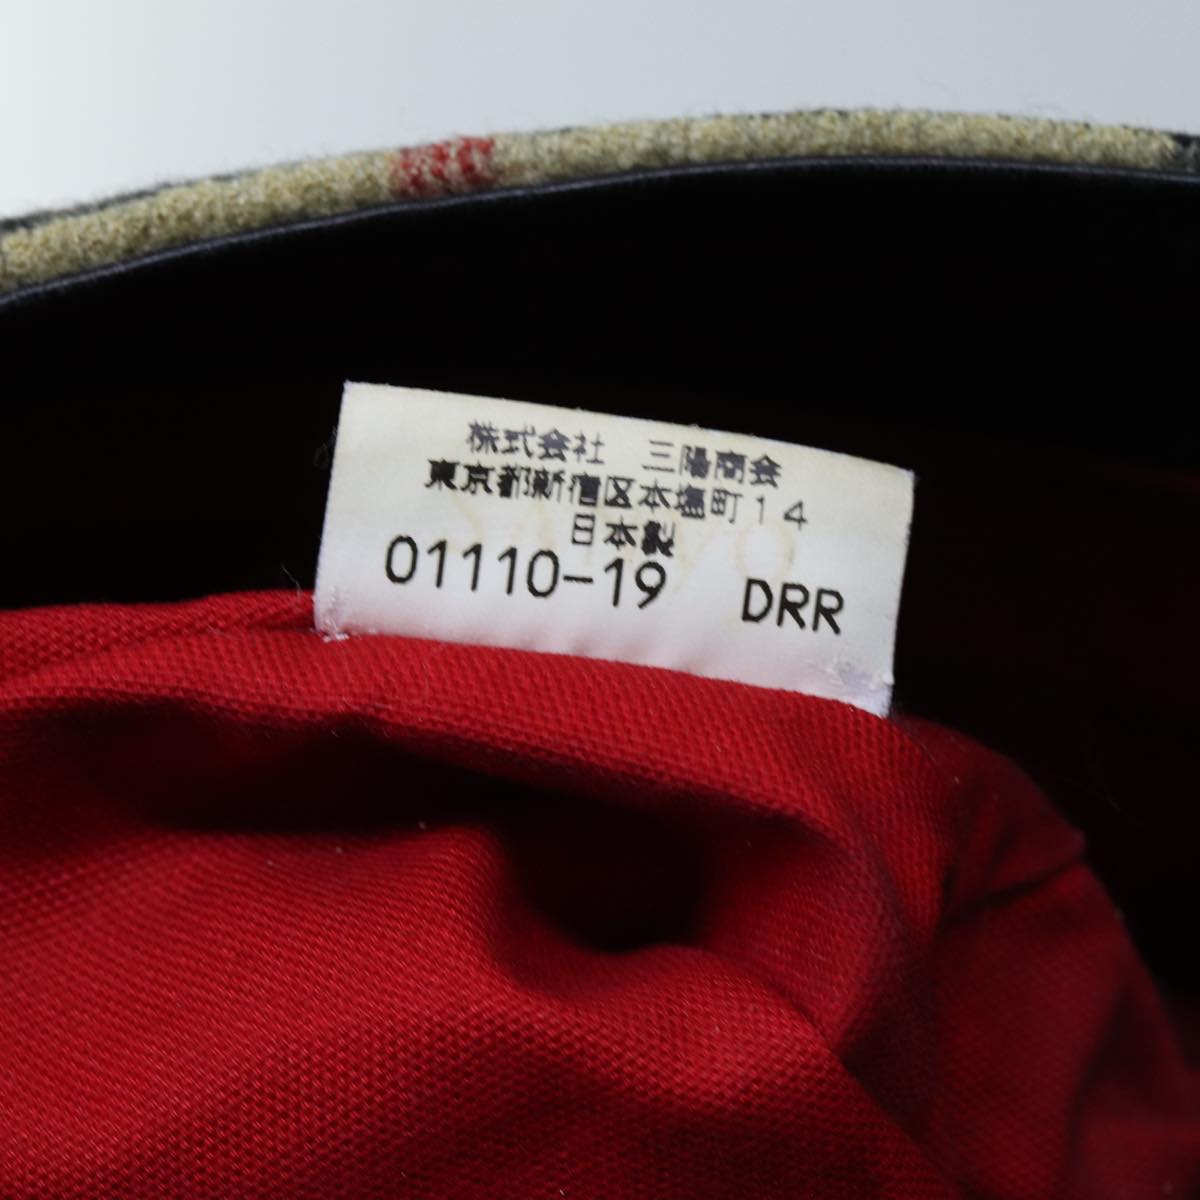 株式会社 三陽商会
東京都新宿区本塩町14
日本製
01110-19 DRR